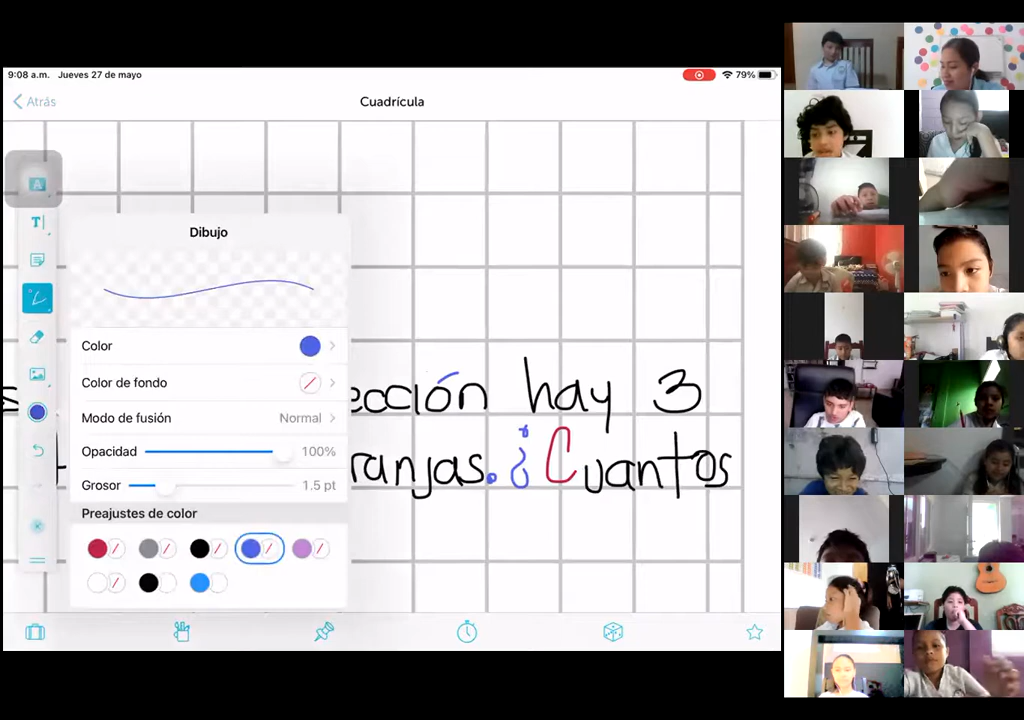 9:08 a.m. Jueves 27 de mayo
79%
Atrás
Cuadrícula
A
T
Dibujo
Color
Color de fondo
Modo de fusión Normal
Opacidad 100%
Grosor 1.5 pt
Preajustes de color
ección hay 3
ranjas. ¿Cuantos